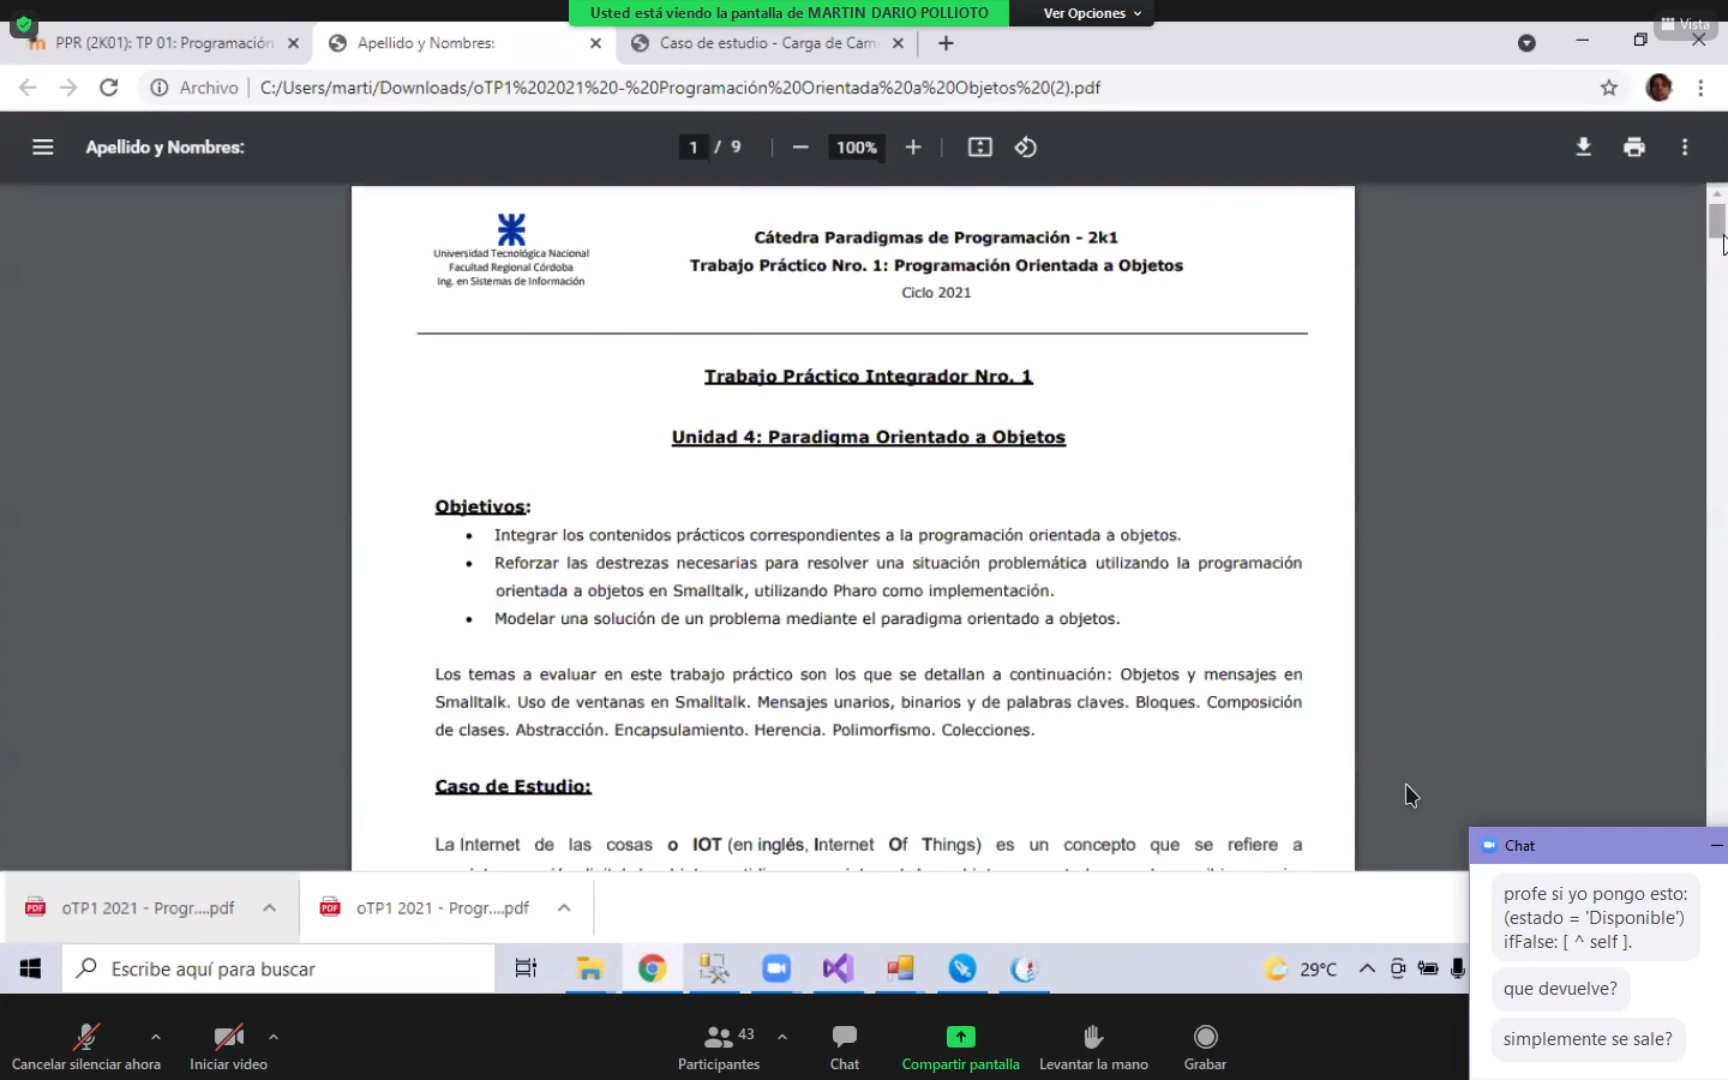 Usted está viendo la pantalla de MARTIN DARIO POLLIOTO
Ver Opciones
Vista
PPR (2K01): TP 01: Programación
Apellido y Nombres:
Caso de estudio - Carga de Cam
Archivo
C:/Users/marti/Downloads/oTP1%202021%20-%20Programación%20Orientada%20a%20Objetos%20(2).pdf
Apellido y Nombres:
1 / 9
100%
Universidad Tecnológica Nacional
Facultad Regional Córdoba
Ing. en Sistemas de Información
Cátedra Paradigmas de Programación - 2k1
Trabajo Práctico Nro. 1: Programación Orientada a Objetos
Ciclo 2021
Trabajo Práctico Integrador Nro. 1
Unidad 4: Paradigma Orientado a Objetos
Objetivos:
• Integrar los contenidos prácticos correspondientes a la programación orientada a objetos.
• Reforzar las destrezas necesarias para resolver una situación problemática utilizando la programación
orientada a objetos en Smalltalk, utilizando Pharo como implementación.
• Modelar una solución de un problema mediante el paradigma orientado a objetos.
Los temas a evaluar en este trabajo práctico son los que se detallan a continuación: Objetos y mensajes en
Smalltalk. Uso de ventanas en Smalltalk. Mensajes unarios, binarios y de palabras claves. Bloques. Composición
de clases. Abstracción. Encapsulamiento. Herencia. Polimorfismo. Colecciones.
Caso de Estudio:
La Internet de las cosas o IOT (en inglés, Internet Of Things) es un concepto que se refiere a
Chat
profe si yo pongo esto:
(estado = 'Disponible')
ifFalse: [ ^ self ].
que devuelve?
simplemente se sale?
PDF
oTP1 2021 - Progr....pdf
PDF
oTP1 2021 - Progr....pdf
Escribe aquí para buscar
29°C
Cancelar silenciar ahora
Iniciar video
43
Participantes
Chat
Compartir pantalla
Levantar la mano
Grabar